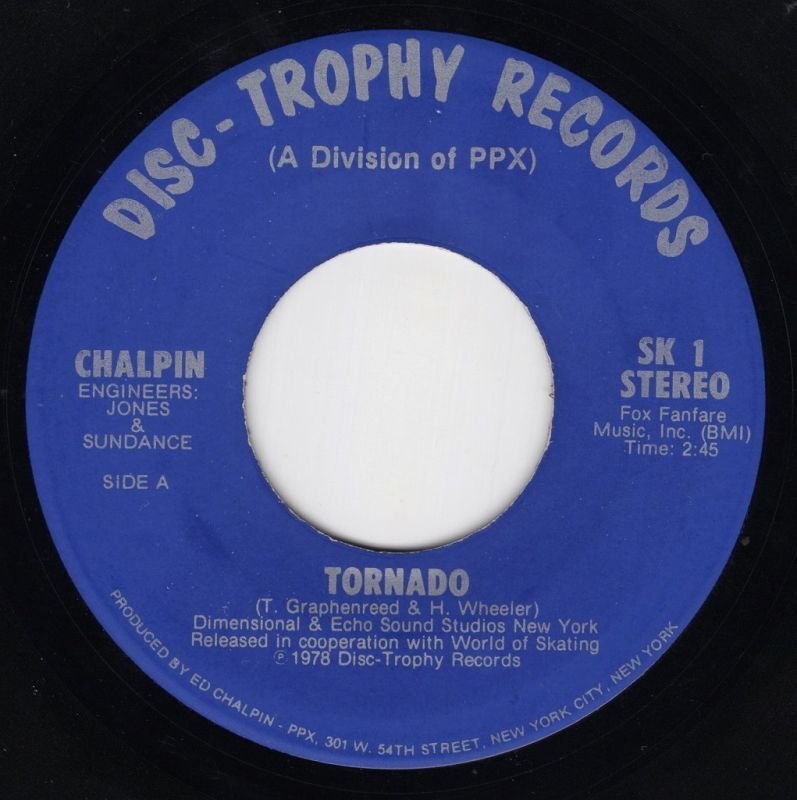 DISC-TROPHY RECORDS
(A Division of PPX)
CHALPIN
ENGINEERS:
JONES
&
SUNDANCE
SIDE A
SK 1
STEREO
Fox Fanfare
Music, Inc. (BMI)
Time: 2:45
TORNADO
(T. Graphenreed & H. Wheeler)
Dimensional & Echo Sound Studios New York
Released in cooperation with World of Skating
℗ 1978 Disc-Trophy Records
PRODUCED BY ED CHALPIN - PPX, 301 W. 54TH STREET, NEW YORK CITY, NEW YORK